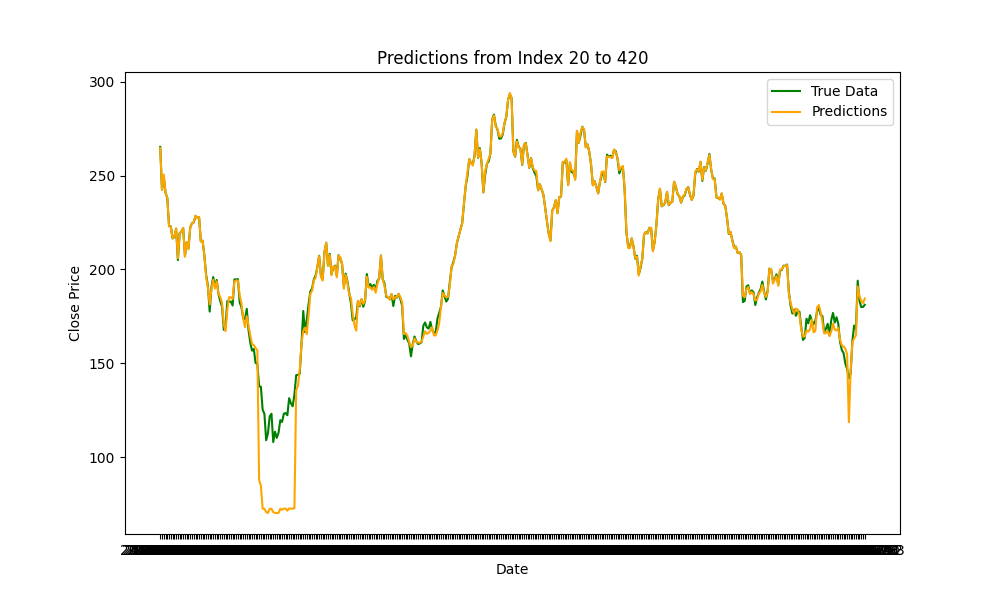 Predictions from Index 20 to 420
True Data
Predictions
300
250
200
150
100
Close Price
Date